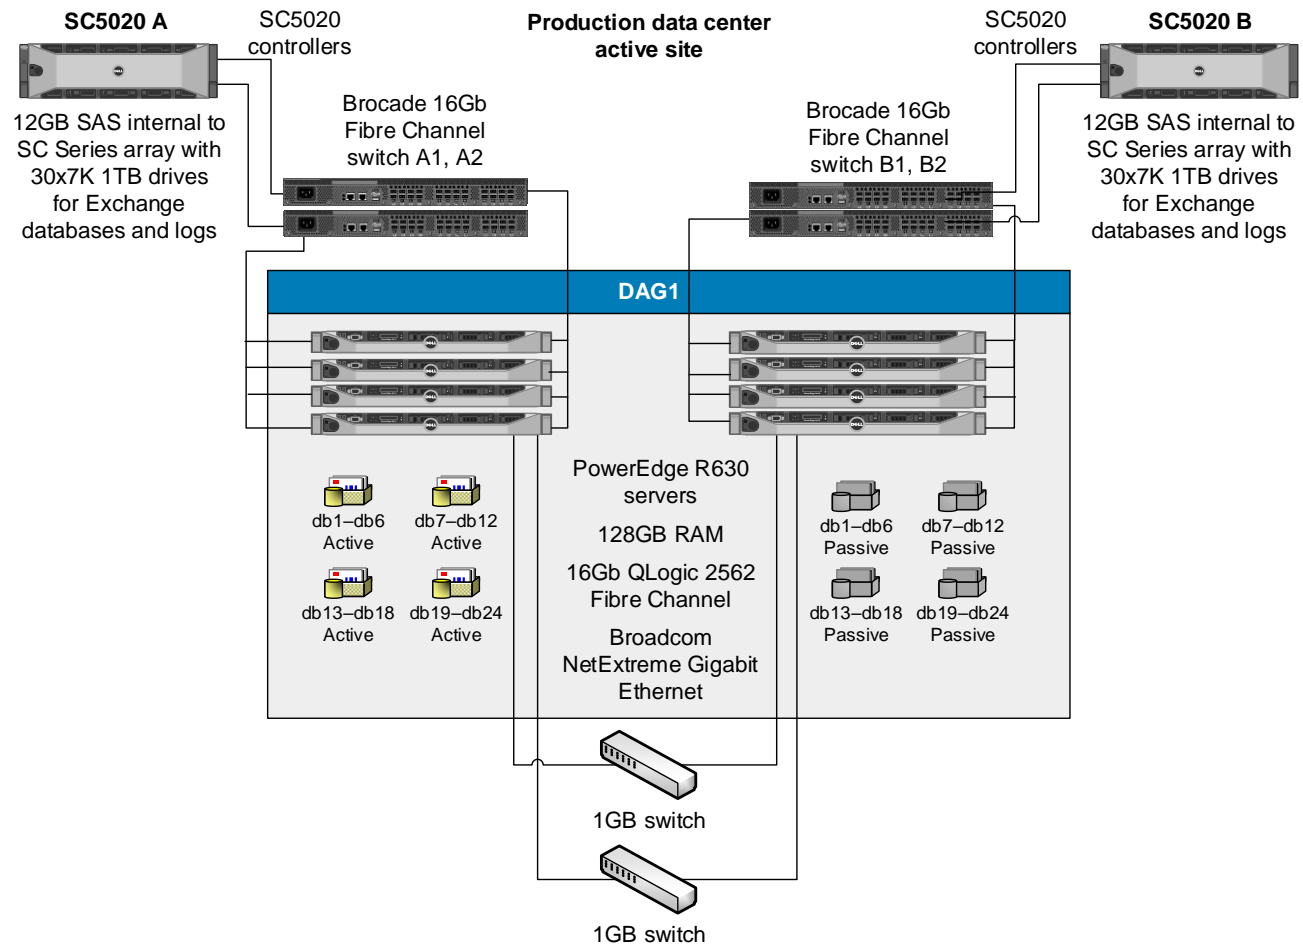 SC5020 A
SC5020
controllers
Production data center
active site
SC5020
controllers
SC5020 B
12GB SAS internal to
SC Series array with
30x7K 1TB drives
for Exchange
databases and logs
Brocade 16Gb
Fibre Channel
switch A1, A2
Brocade 16Gb
Fibre Channel
switch B1, B2
12GB SAS internal to
SC Series array with
30x7K 1TB drives
for Exchange
databases and logs
DAG1
PowerEdge R630
servers
128GB RAM
16Gb QLogic 2562
Fibre Channel
Broadcom
NetExtreme Gigabit
Ethernet
db1–db6
Active
db7–db12
Active
db13–db18
Active
db19–db24
Active
db1–db6
Passive
db7–db12
Passive
db13–db18
Passive
db19–db24
Passive
1GB switch
1GB switch